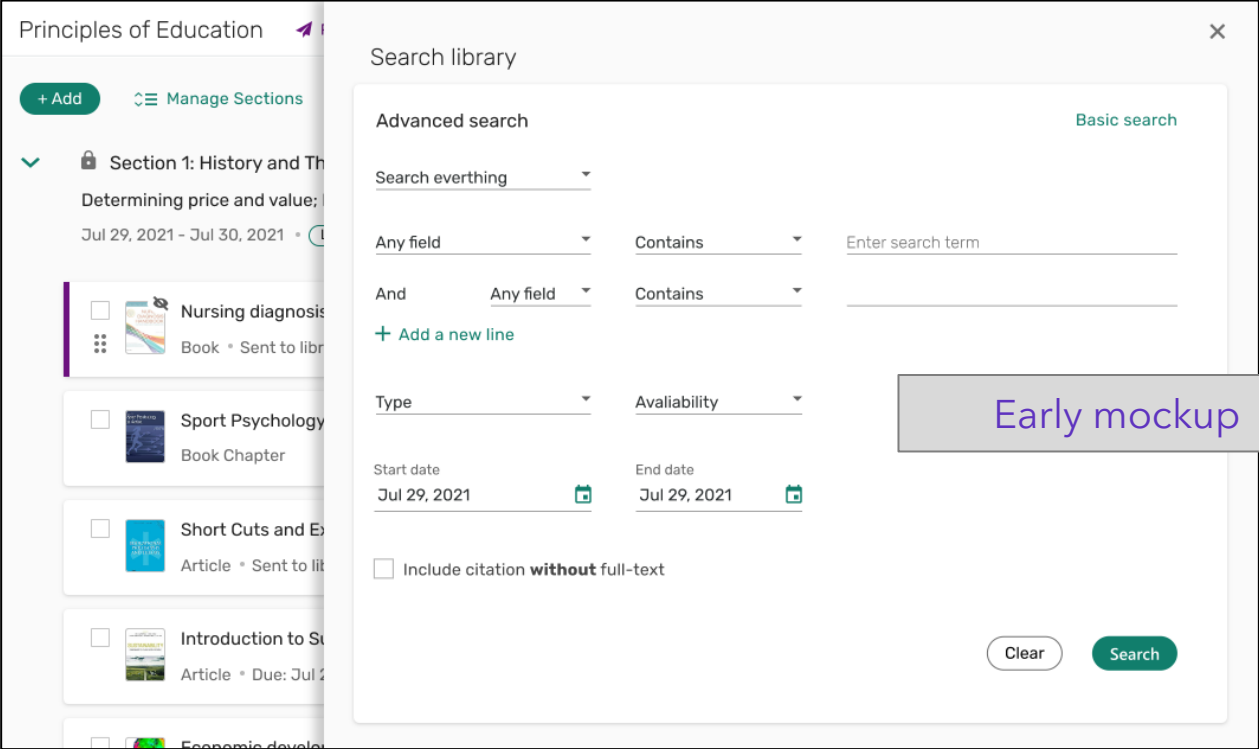 Principles of Education
Search library
+ Add
Manage Sections
Advanced search
Basic search
Section 1: History and Th
Search everthing
Determining price and value;
Jul 29, 2021 - Jul 30, 2021 •
Any field
Contains
Enter search term
And
Any field
Contains
+ Add a new line
Nursing diagnosis
Book • Sent to libr
Type
Avaliability
Early mockup
Sport Psychology
Book Chapter
Start date
End date
Jul 29, 2021
Jul 29, 2021
Short Cuts and Ex
Article • Sent to lib
Include citation without full-text
Introduction to Su
Article • Due: Jul 2
Clear
Search
Economic develo